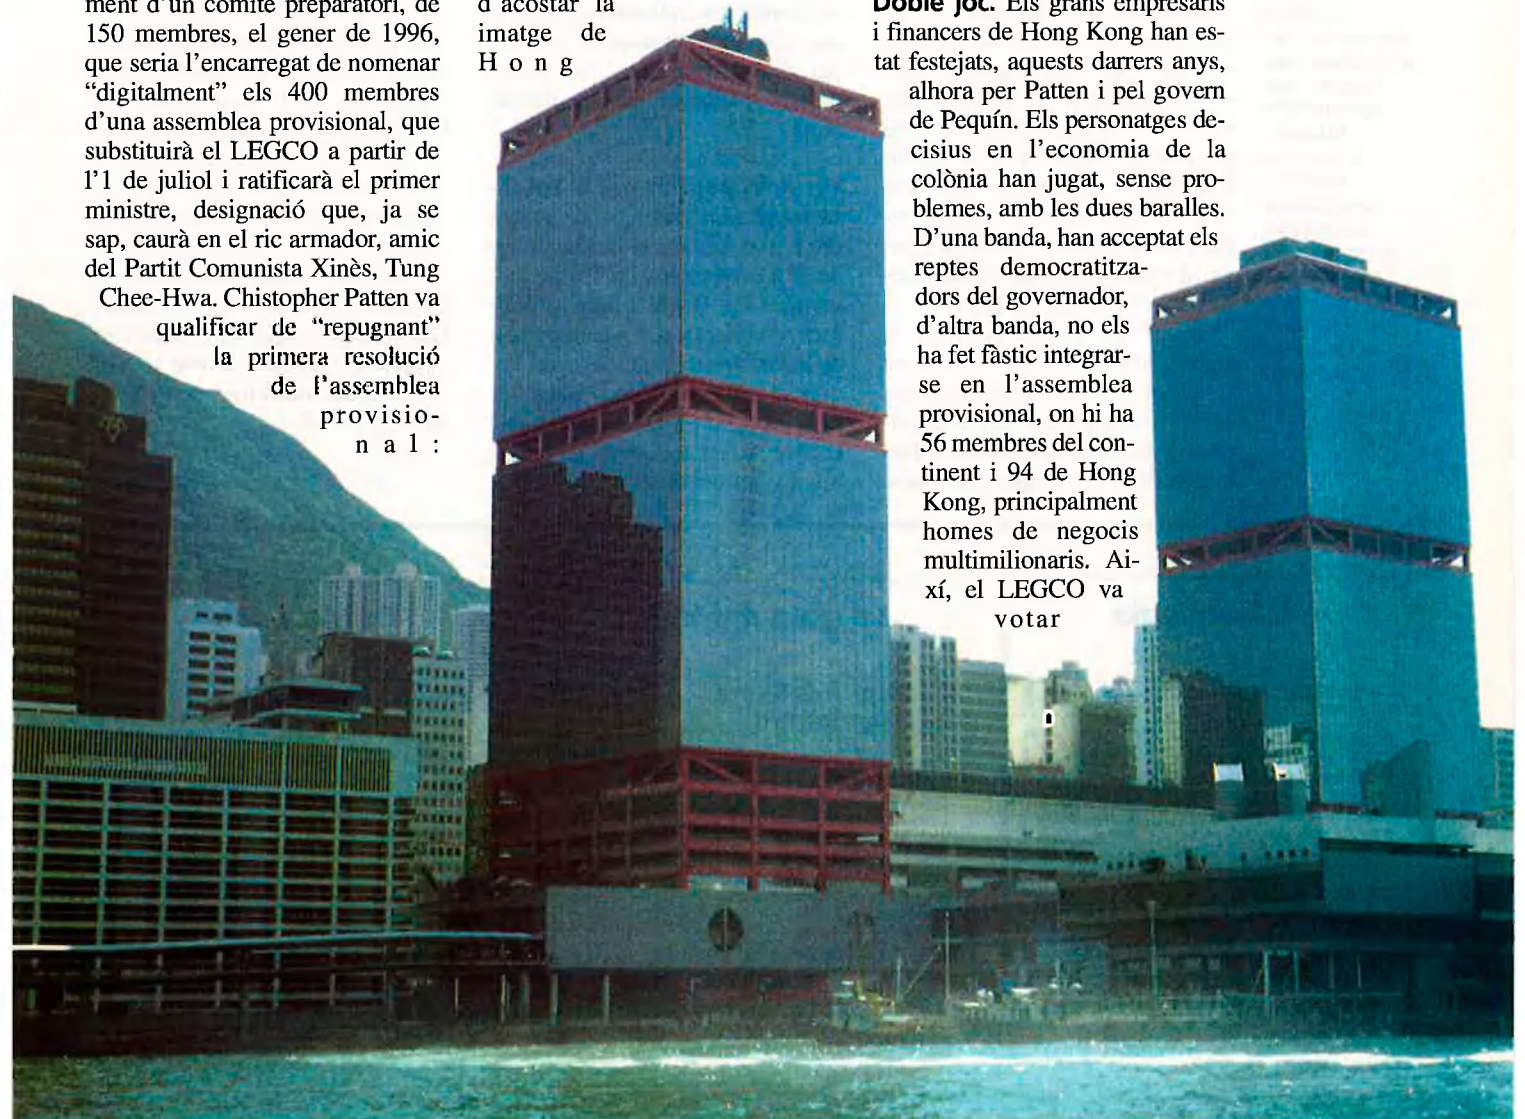 ment d'un comitè preparatori, de
150 membres, el gener de 1996,
que seria l'encarregat de nomenar
“digitalment” els 400 membres
d'una assemblea provisional, que
substituirà el LEGCO a partir de
l'1 de juliol i ratificarà el primer
ministre, designació que, ja se
sap, caurà en el ric armador, amic
del Partit Comunista Xinès, Tung
Chee-Hwa. Chistopher Patten va
qualificar de “repugnant”
la primera resolució
de l'assemblea
provisio-
nal:
d'acostar la
imatge de
Hong
Doble joc. Els grans empresaris
i financers de Hong Kong han es-
tat festejats, aquests darrers anys,
alhora per Patten i pel govern
de Pequín. Els personatges de-
cisius en l'economia de la
colònia han jugat, sense pro-
blemes, amb les dues baralles.
D'una banda, han acceptat els
reptes democratitza-
dors del governador,
d'altra banda, no els
ha fet fàstic integrar-
se en l'assemblea
provisional, on hi ha
56 membres del con-
tinent i 94 de Hong
Kong, principalment
homes de negocis
multimilionaris. Ai-
xí, el LEGCO va
votar